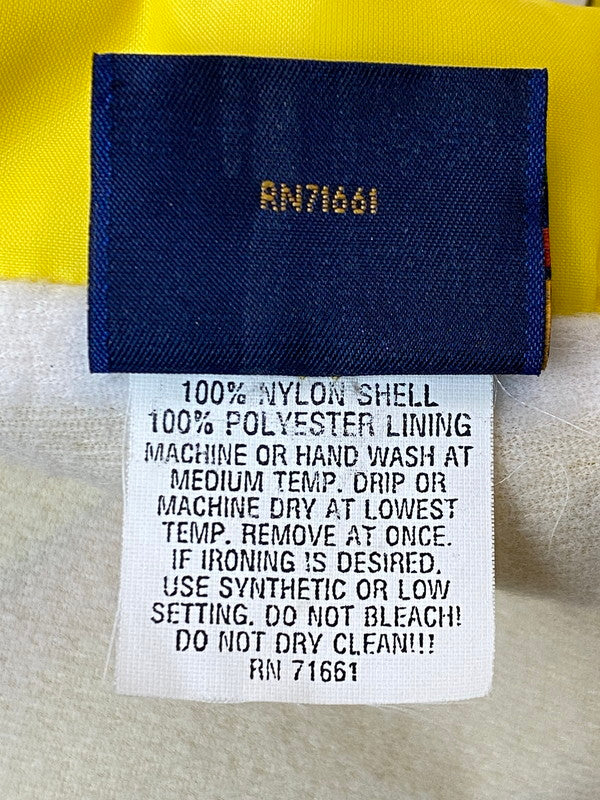 RN71661
100% NYLON SHELL
100% POLYESTER LINING
MACHINE OR HAND WASH AT
MEDIUM TEMP. DRIP OR
MACHINE DRY AT LOWEST
TEMP. REMOVE AT ONCE.
IF IRONING IS DESIRED.
USE SYNTHETIC OR LOW
SETTING. DO NOT BLEACH!
DO NOT DRY CLEAN!!!
RN 71661